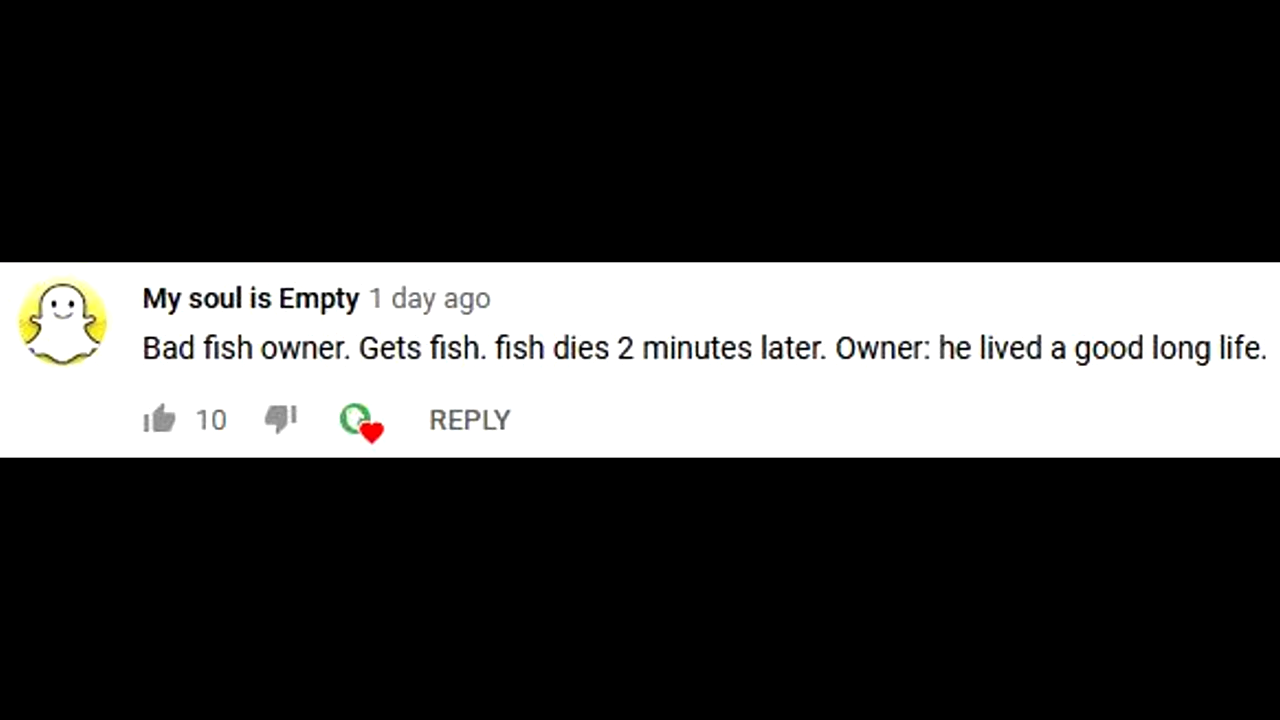 My soul is Empty 1 day ago
Bad fish owner. Gets fish. fish dies 2 minutes later. Owner: he lived a good long life.
10 REPLY